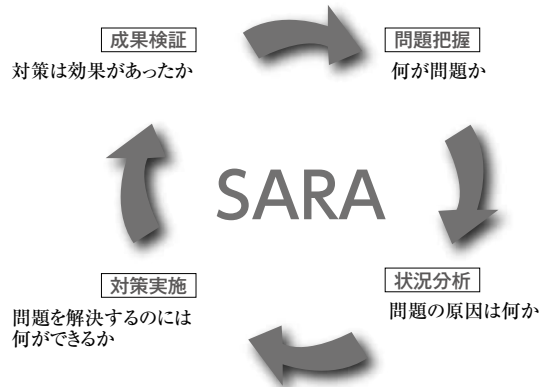 成果検証
対策は効果があったか
問題把握
何が問題か
SARA
対策実施
問題を解決するのには
何ができるか
状況分析
問題の原因は何か